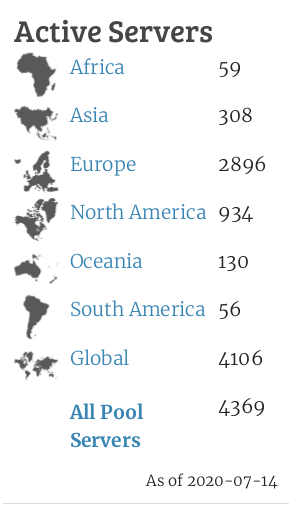 Active Servers
Africa 59
Asia 308
Europe 2896
North America 934
Oceania 130
South America 56
Global 4106
All Pool 4369
Servers
As of 2020-07-14